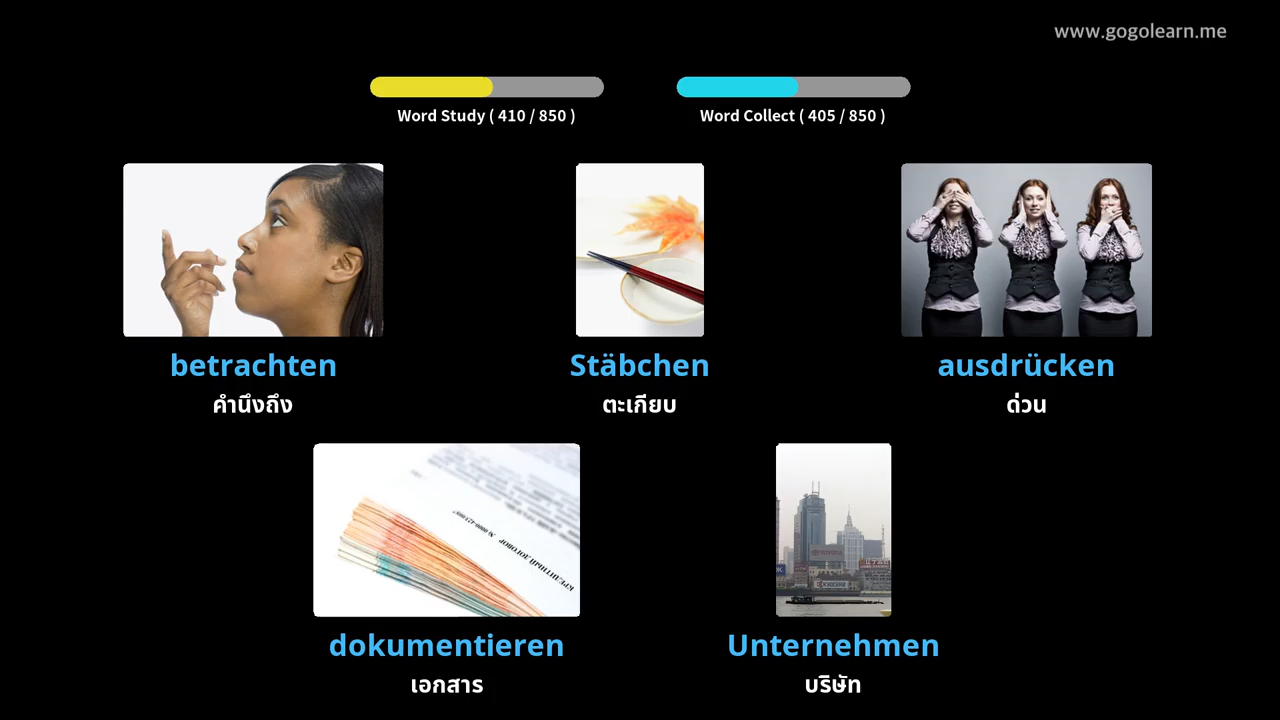 www.gogolearn.me
Word Study ( 410 / 850 )
Word Collect ( 405 / 850 )
betrachten
คำนึงถึง
Stäbchen
ตะเกียบ
ausdrücken
ด่วน
КРЕДИТНЫЙ ДОГОВОР
dokumentieren
เอกสาร
Unternehmen
บริษัท